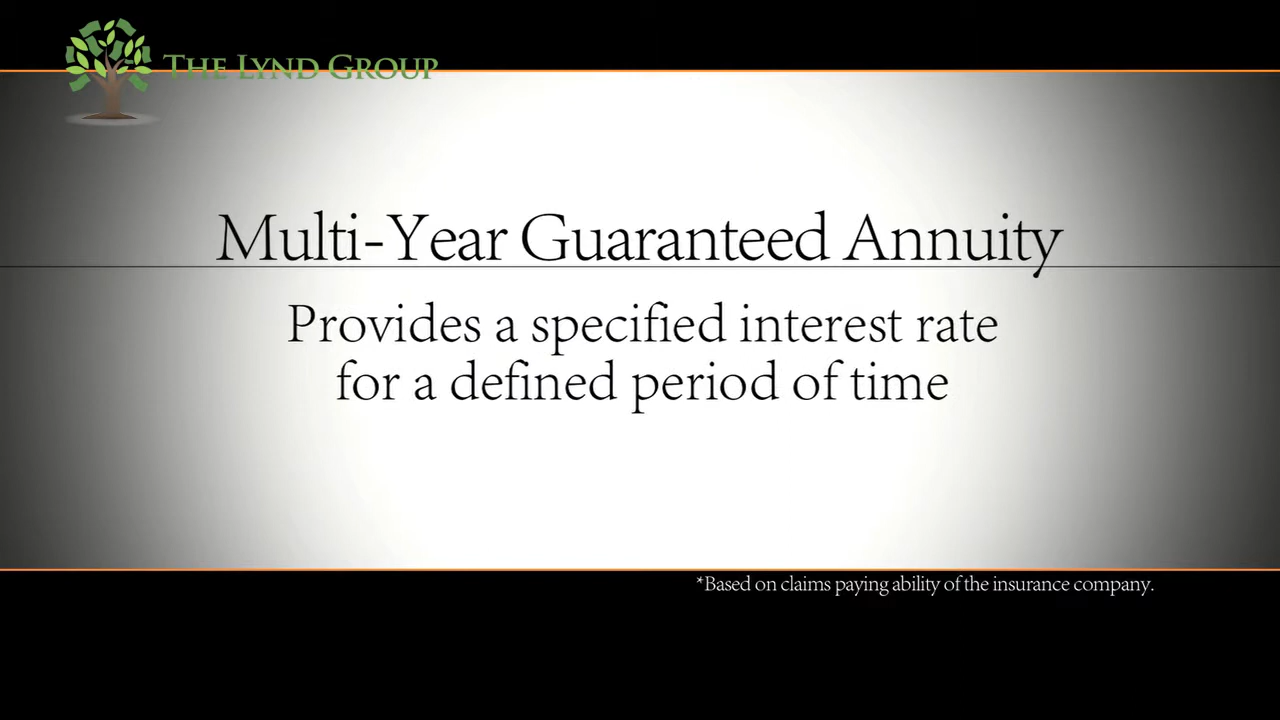 THE LYND GROUP
Multi-Year Guaranteed Annuity
Provides a specified interest rate
for a defined period of time
*Based on claims paying ability of the insurance company.